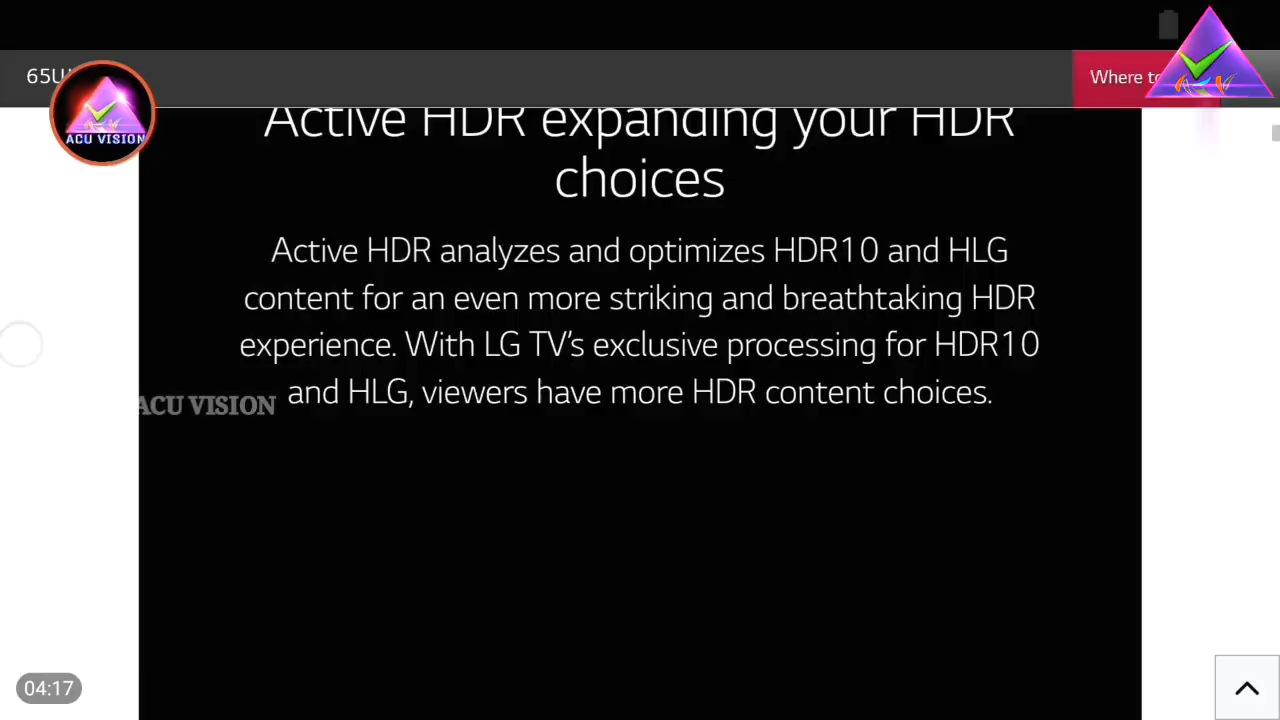 65U
Where to
ACU VISION
Active HDR expanding your HDR
choices
Active HDR analyzes and optimizes HDR10 and HLG
content for an even more striking and breathtaking HDR
experience. With LG TV’s exclusive processing for HDR10
and HLG, viewers have more HDR content choices.
ACU VISION
04:17